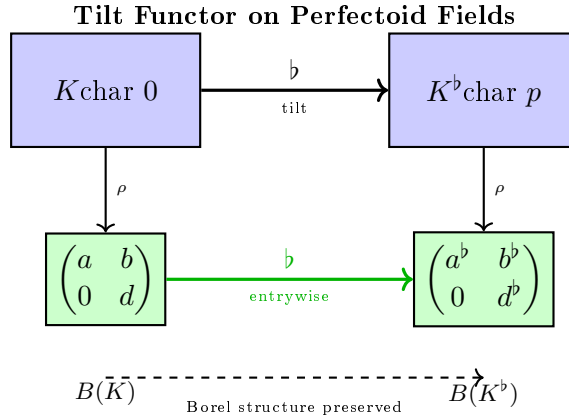 Tilt Functor on Perfectoid Fields
K char 0
♭
tilt
K^♭ char p
ρ
ρ
(a b
0 d)
♭
entrywise
(a^♭ b^♭
0 d^♭)
B(K)
Borel structure preserved
B(K^♭)